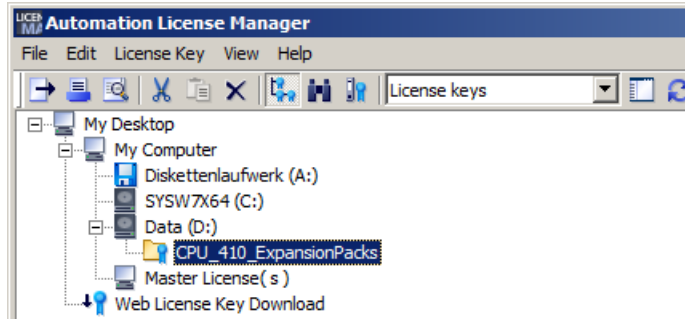 Automation License Manager
File Edit License Key View Help
License keys
My Desktop
My Computer
Diskettenlaufwerk (A:)
SYSW7X64 (C:)
Data (D:)
CPU_410_ExpansionPacks
Master License( s )
Web License Key Download